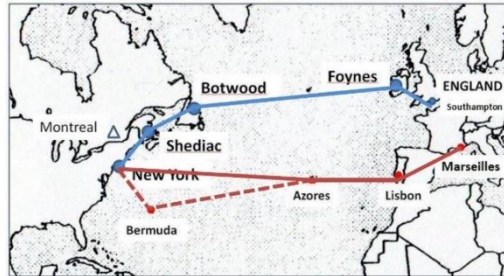 Foynes
ENGLAND
Botwood
Southampton
Montreal
Shediac
Marseilles
New York
Azores
Lisbon
Bermuda